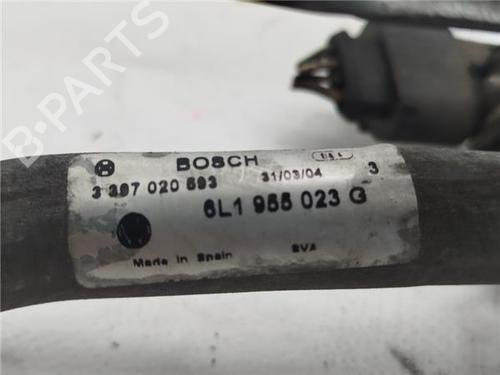 BOSCH
3 397 020 593 31/03/04 3
6L1 955 023 G
Made in Spain SVA
B-PARTS